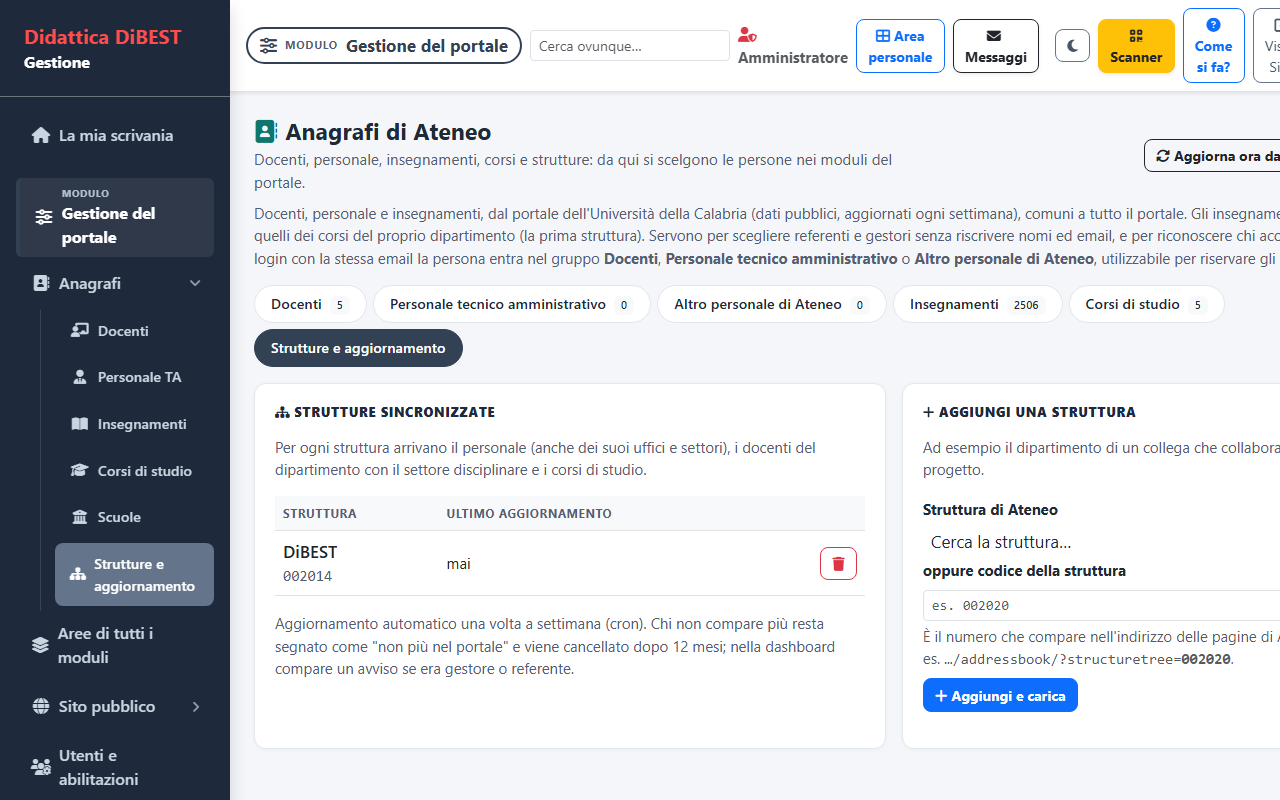 Didattica DiBEST
Gestione
La mia scrivania
MODULO
Gestione del
portale
Anagrafi
Docenti
Personale TA
Insegnamenti
Corsi di studio
Scuole
Strutture e
aggiornamento
Aree di tutti i
moduli
Sito pubblico
Utenti e
abilitazioni
MODULO Gestione del portale
Cerca ovunque...
Amministratore
Area
personale
Messaggi
Scanner
Come
si fa?
Anagrafi di Ateneo
Docenti, personale, insegnamenti, corsi e strutture: da qui si scelgono le persone nei moduli del
portale.
Aggiorna ora da
Docenti, personale e insegnamenti, dal portale dell'Università della Calabria (dati pubblici, aggiornati ogni settimana), comuni a tutto il portale. Gli insegname
quelli dei corsi del proprio dipartimento (la prima struttura). Servono per scegliere referenti e gestori senza riscrivere nomi ed email, e per riconoscere chi acc
login con la stessa email la persona entra nel gruppo Docenti, Personale tecnico amministrativo o Altro personale di Ateneo, utilizzabile per riservare gli
Docenti 5
Personale tecnico amministrativo 0
Altro personale di Ateneo 0
Insegnamenti 2506
Corsi di studio 5
Strutture e aggiornamento
STRUTTURE SINCRONIZZATE
Per ogni struttura arrivano il personale (anche dei suoi uffici e settori), i docenti del
dipartimento con il settore disciplinare e i corsi di studio.
STRUTTURA ULTIMO AGGIORNAMENTO
DiBEST
002014
mai
Aggiornamento automatico una volta a settimana (cron). Chi non compare più resta
segnato come "non più nel portale" e viene cancellato dopo 12 mesi; nella dashboard
compare un avviso se era gestore o referente.
+ AGGIUNGI UNA STRUTTURA
Ad esempio il dipartimento di un collega che collabora
progetto.
Struttura di Ateneo
Cerca la struttura...
oppure codice della struttura
es. 002020
È il numero che compare nell'indirizzo delle pagine di A
es. …/addressbook/?structuretree=002020.
+ Aggiungi e carica